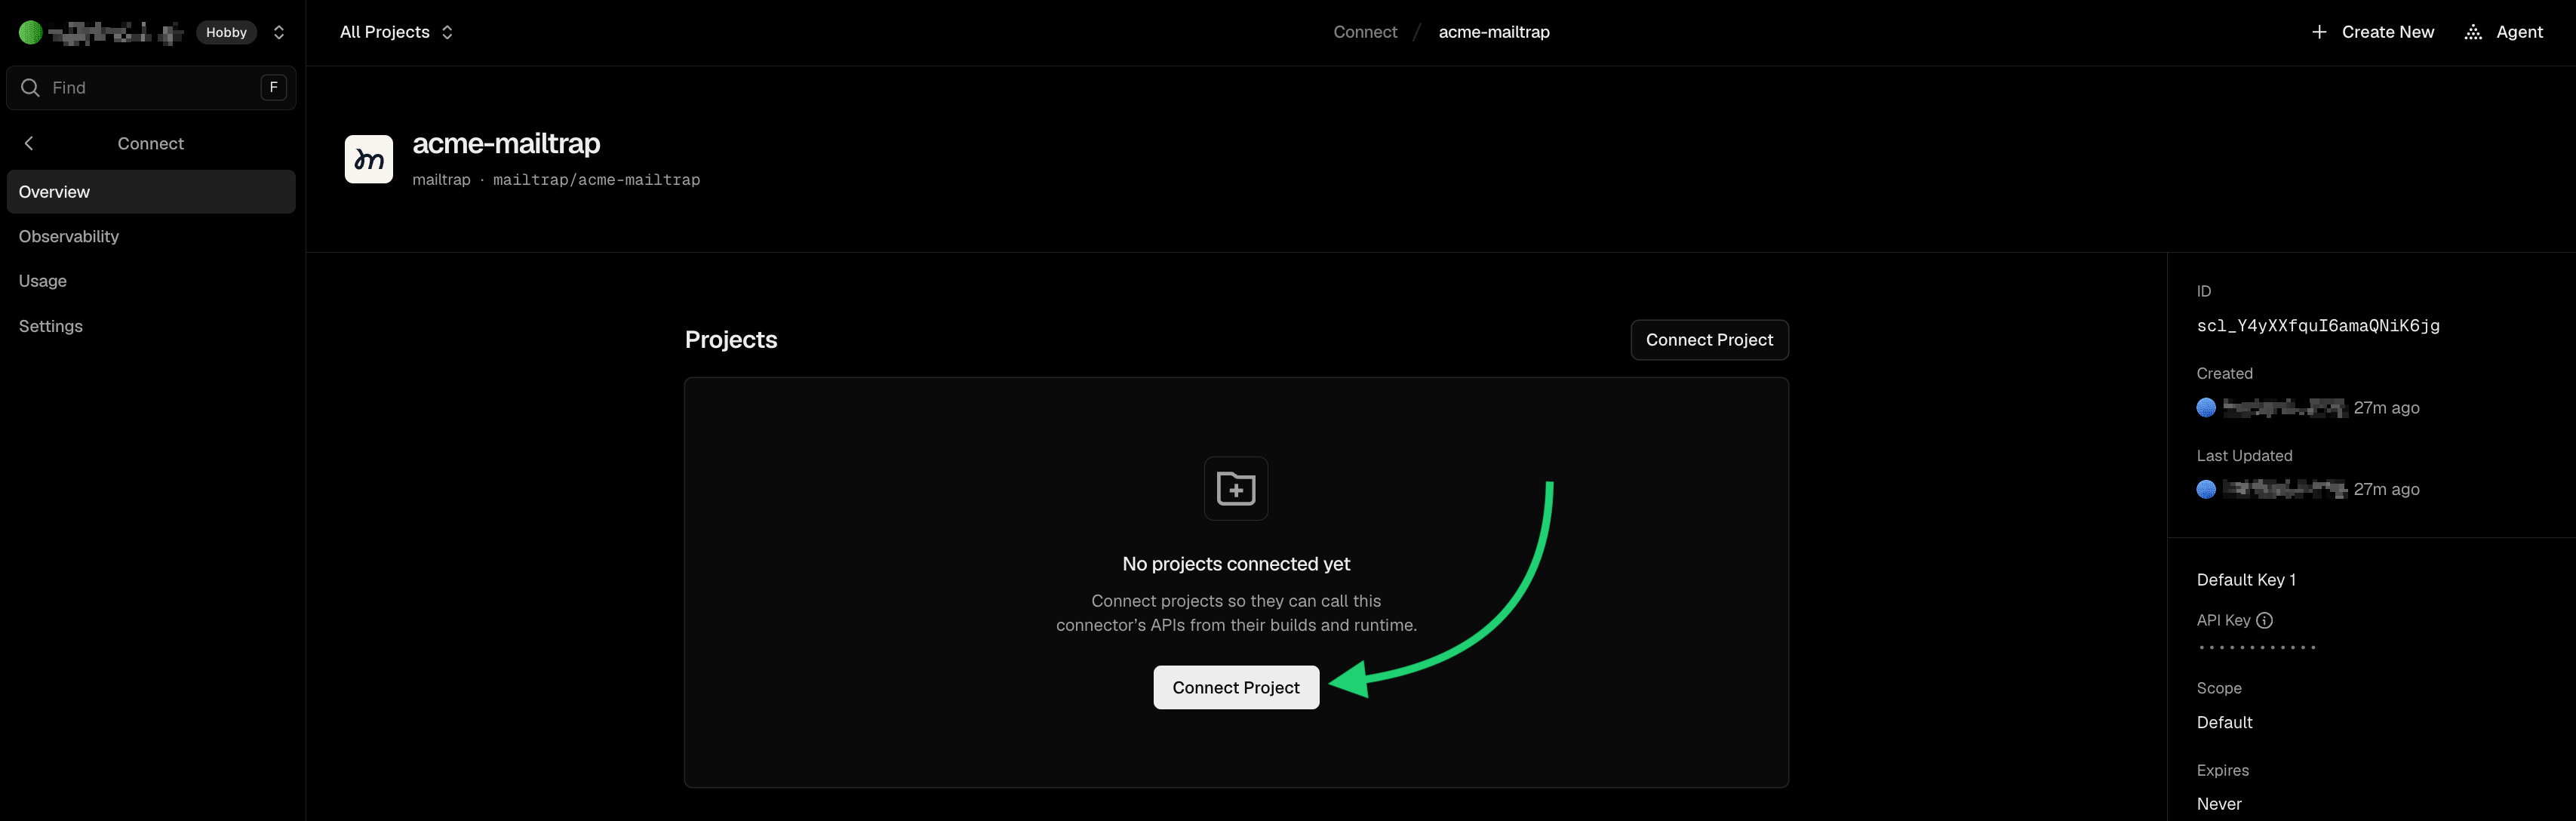 Hobby
All Projects
Connect / acme-mailtrap
Create New
Agent
Find
F
Connect
Overview
Observability
Usage
Settings
m
acme-mailtrap
mailtrap · mailtrap/acme-mailtrap
Projects
Connect Project
No projects connected yet
Connect projects so they can call this
connector’s APIs from their builds and runtime.
Connect Project
ID
scl_Y4yXXfquI6amaQNiK6jg
Created
27m ago
Last Updated
27m ago
Default Key 1
API Key
Scope
Default
Expires
Never